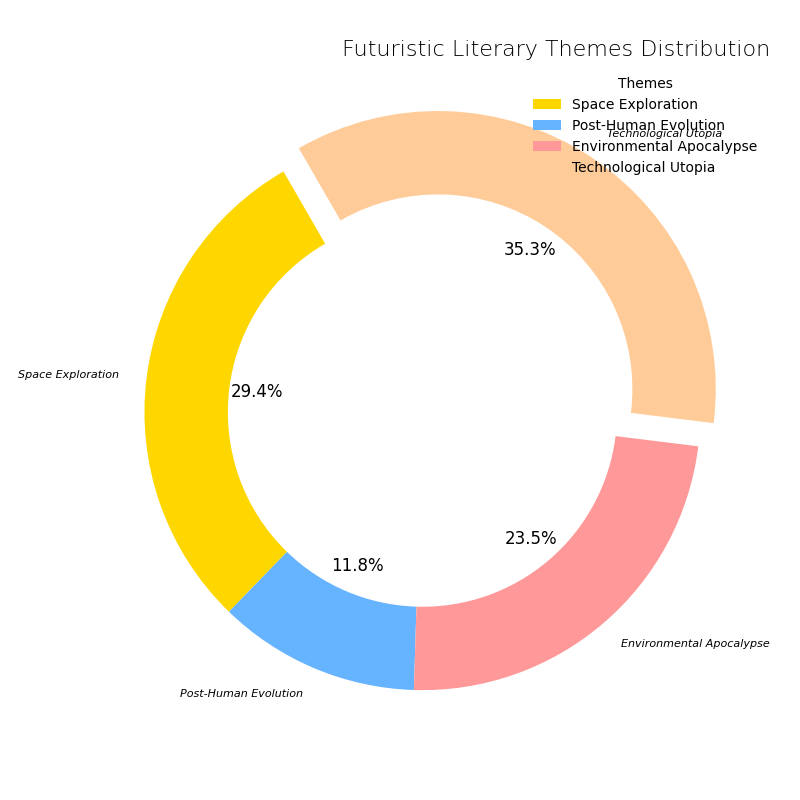 Futuristic Literary Themes Distribution
Themes
Space Exploration
Post-Human Evolution
Technological Utopia
Environmental Apocalypse
Technological Utopia
35.3%
Space Exploration
29.4%
23.5%
11.8%
Environmental Apocalypse
Post-Human Evolution